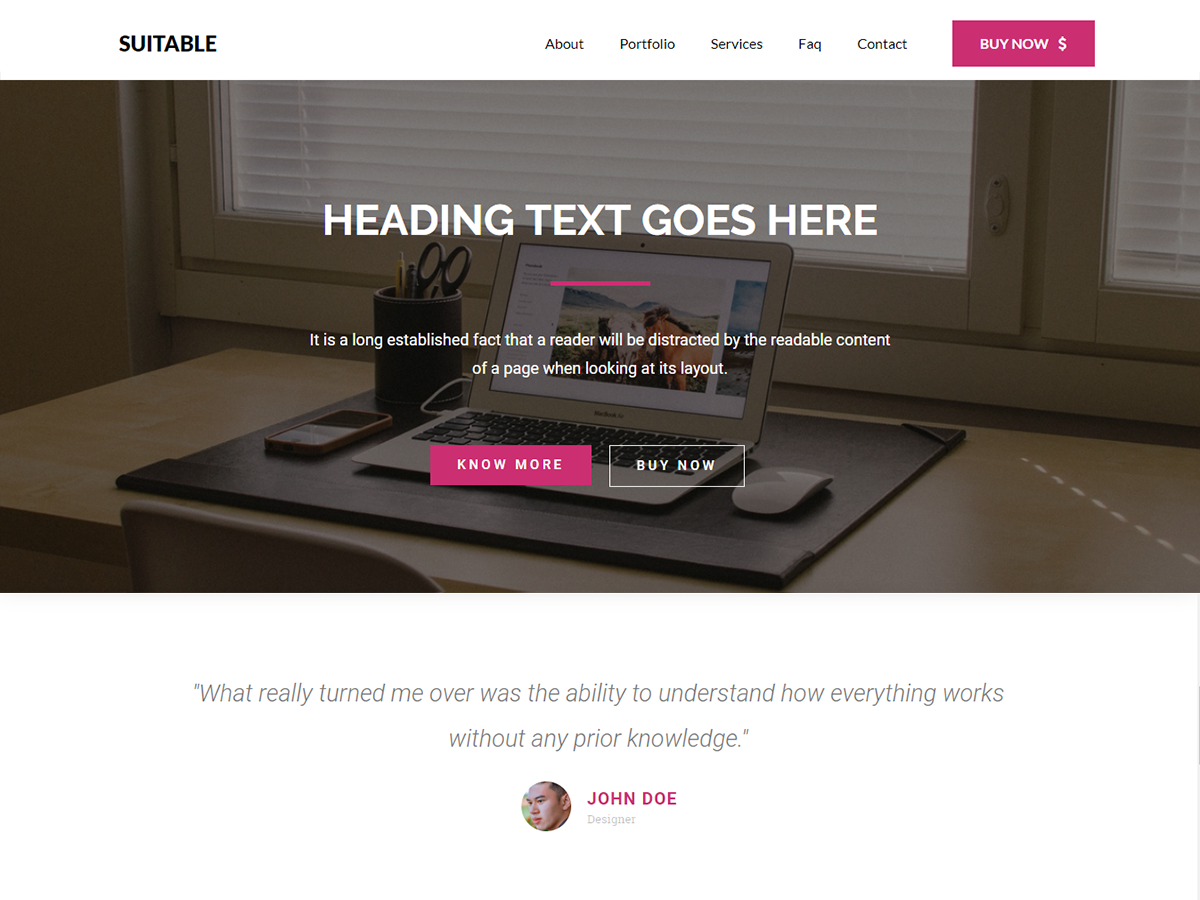 SUITABLE
About Portfolio Services Faq Contact BUY NOW $
HEADING TEXT GOES HERE
It is a long established fact that a reader will be distracted by the readable content
of a page when looking at its layout.
KNOW MORE BUY NOW
"What really turned me over was the ability to understand how everything works
without any prior knowledge."
JOHN DOE
Designer